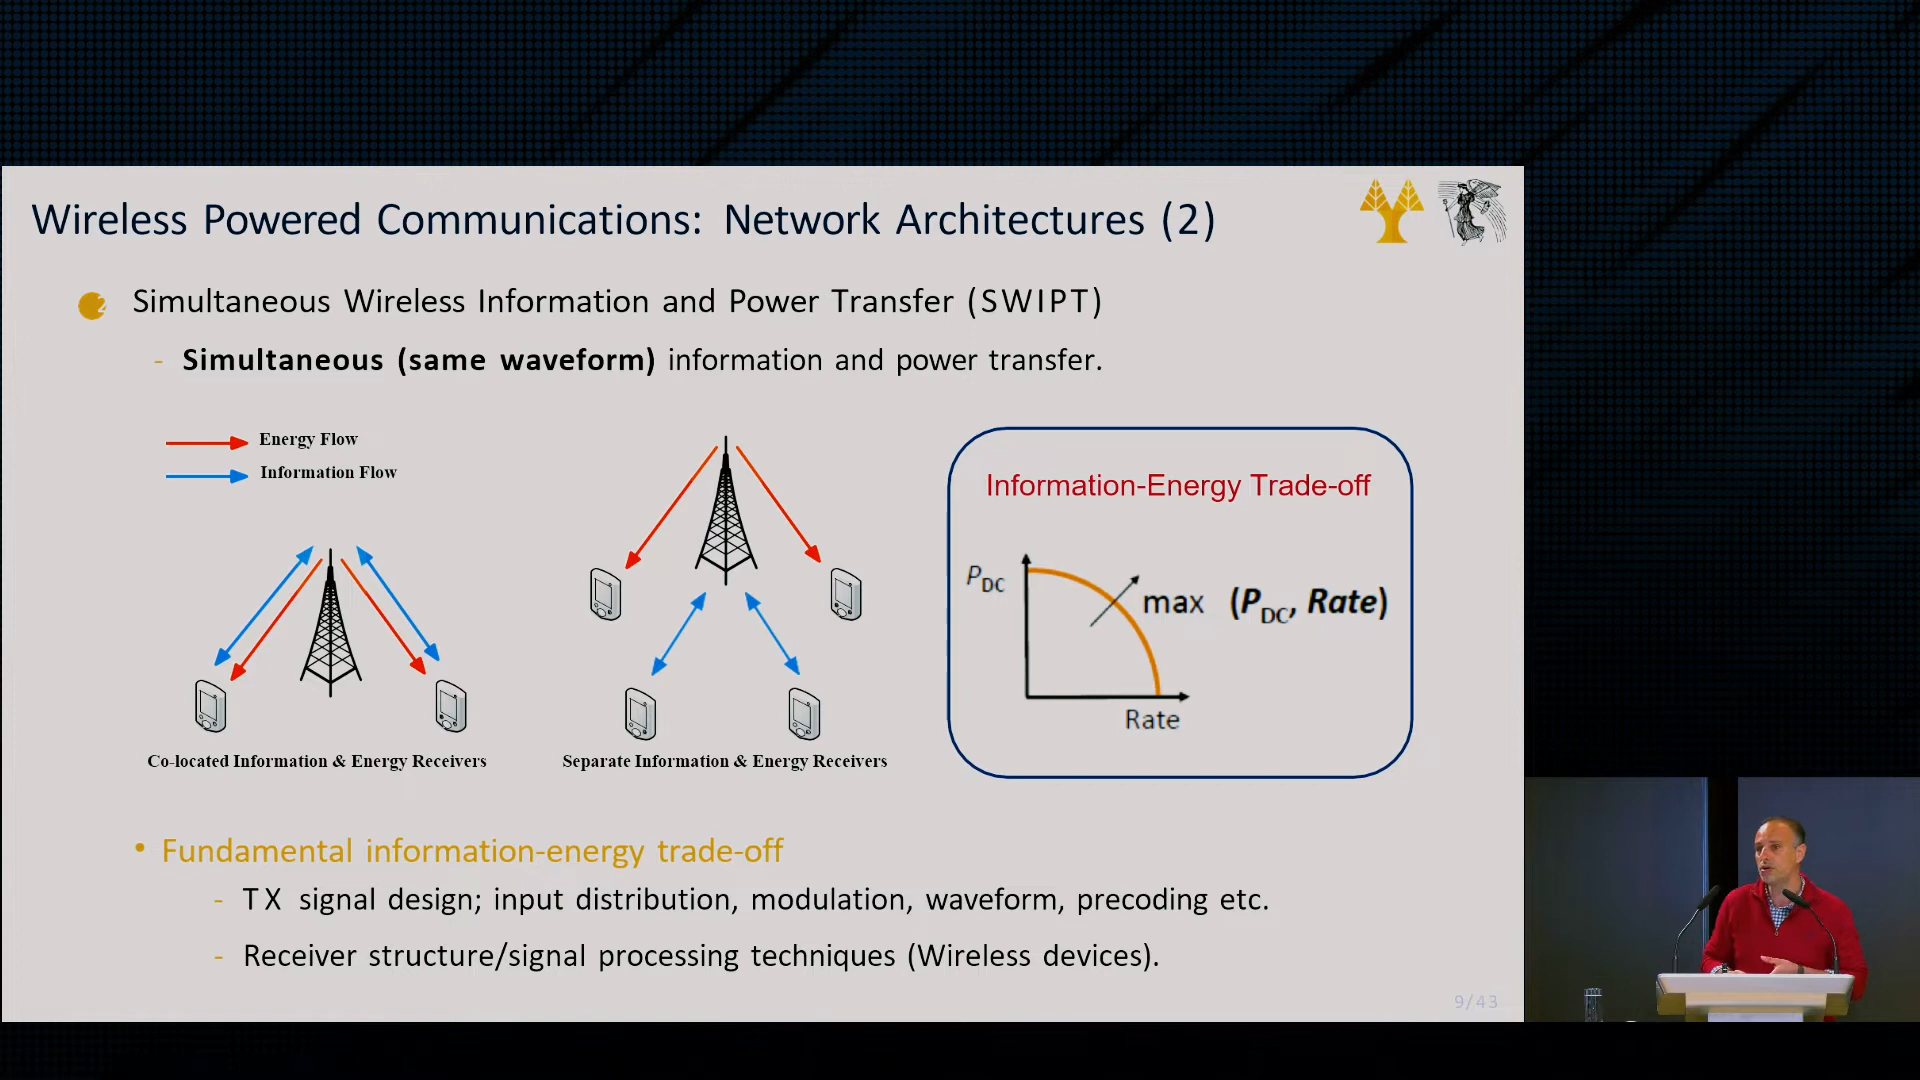 Wireless Powered Communications: Network Architectures (2)
2
Simultaneous Wireless Information and Power Transfer (SWIPT)
- Simultaneous (same waveform) information and power transfer.
Energy Flow
Information Flow
Co-located Information & Energy Receivers
Separate Information & Energy Receivers
Information-Energy Trade-off
PDC
max (PDC, Rate)
Rate
• Fundamental information-energy trade-off
- TX signal design; input distribution, modulation, waveform, precoding etc.
- Receiver structure/signal processing techniques (Wireless devices).
9/43